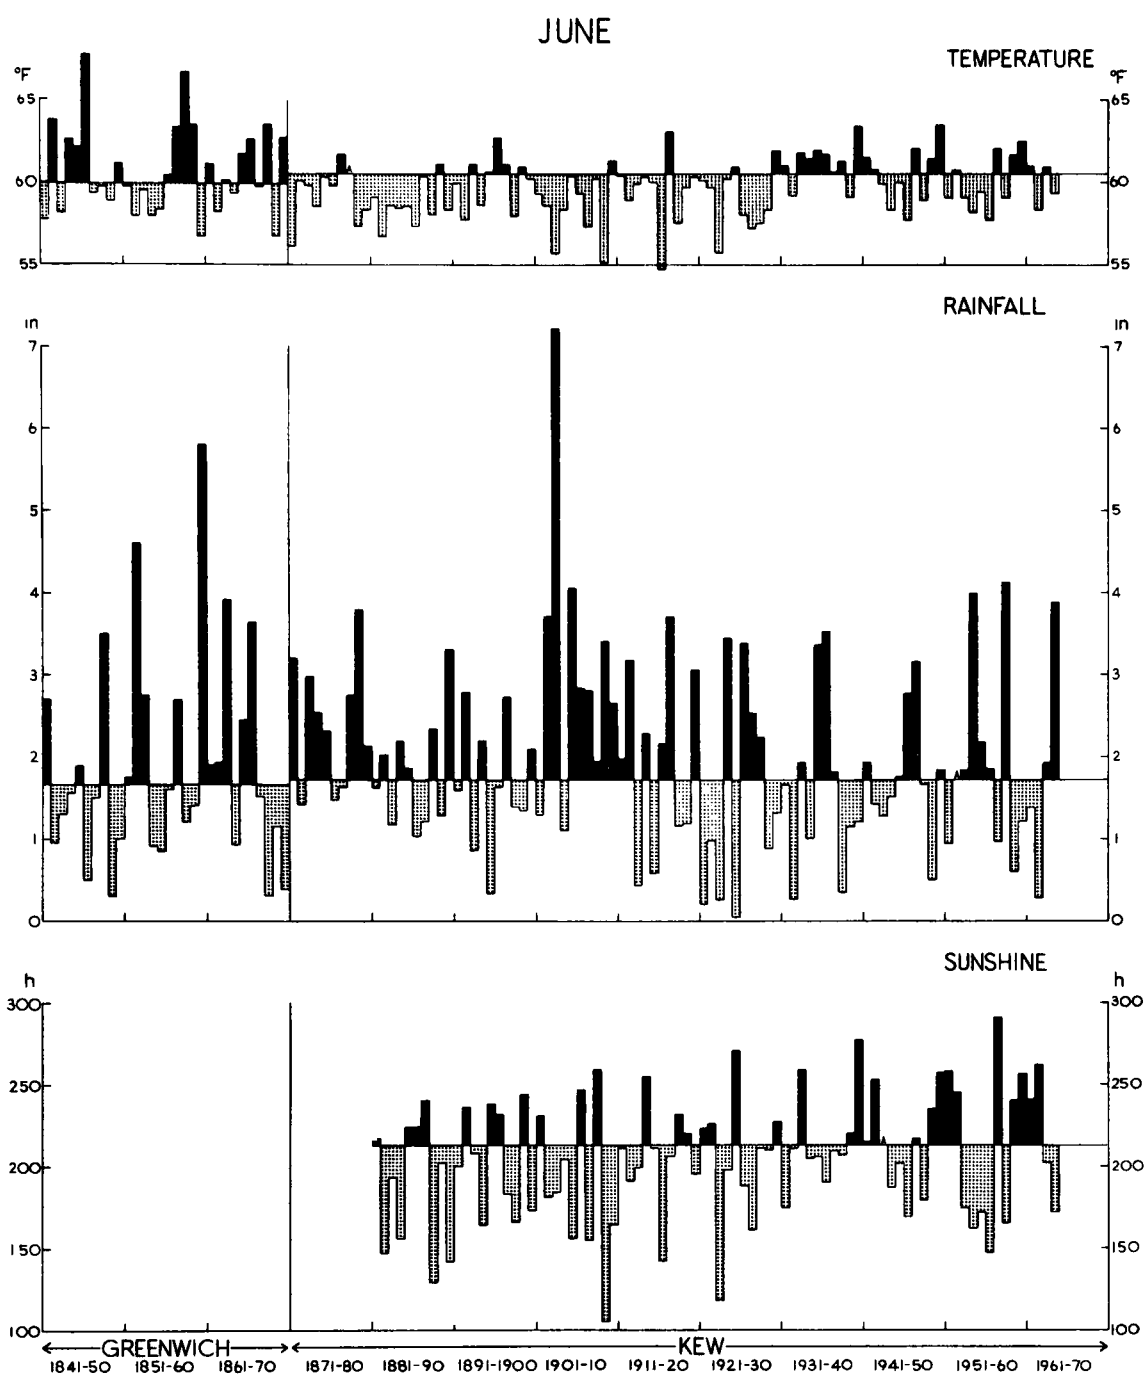 JUNE
TEMPERATURE
°F °F
65 65
60 60
55 55
RAINFALL
in in
7 7
6 6
5 5
4 4
3 3
2 2
1 1
0 0
SUNSHINE
h h
300 300
250 250
200 200
150 150
100 100
GREENWICH KEW
1841-50 1851-60 1861-70 1871-80 1881-90 1891-1900 1901-10 1911-20 1921-30 1931-40 1941-50 1951-60 1961-70